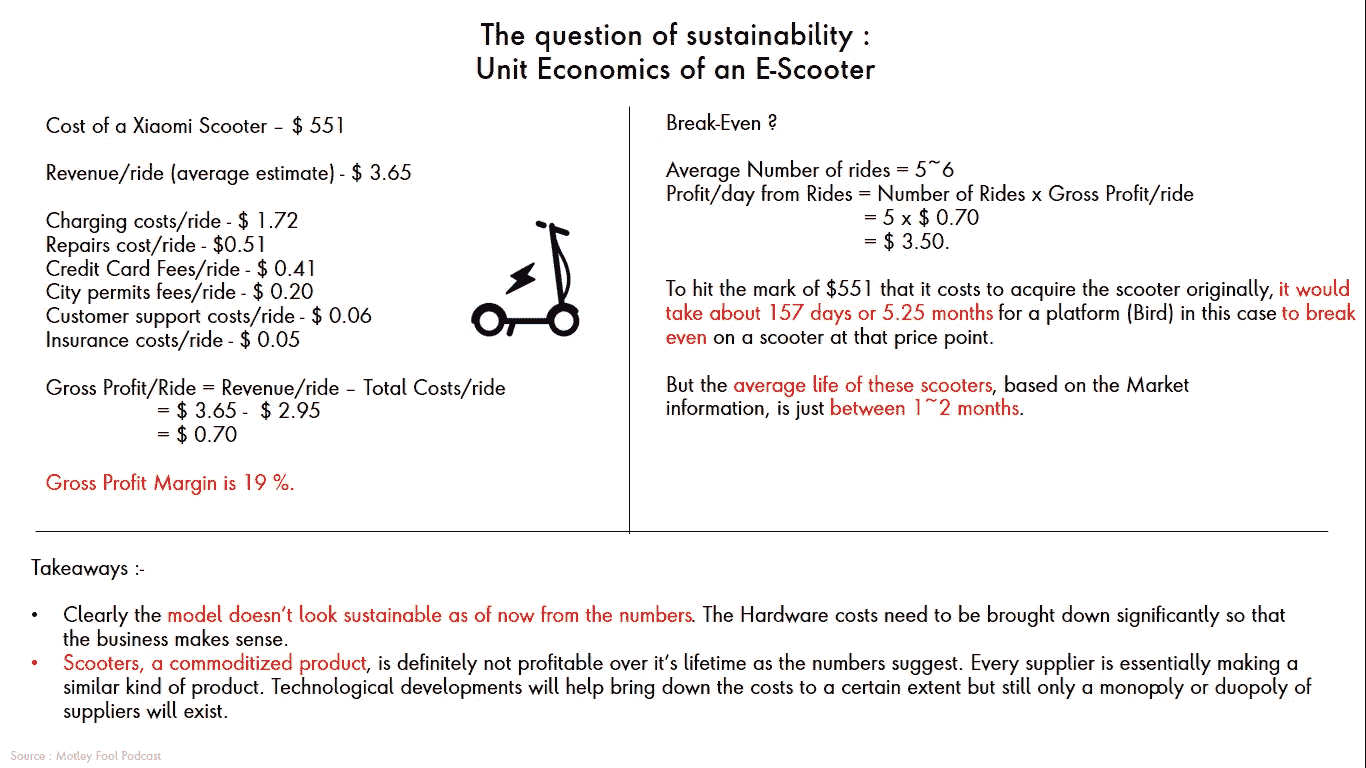 The question of sustainability :
Unit Economics of an E-Scooter
Cost of a Xiaomi Scooter – $ 551
Revenue/ride (average estimate) - $ 3.65
Charging costs/ride - $ 1.72
Repairs cost/ride - $0.51
Credit Card Fees/ride - $ 0.41
City permits fees/ride - $ 0.20
Customer support costs/ride - $ 0.06
Insurance costs/ride - $ 0.05
Gross Profit/Ride = Revenue/ride – Total Costs/ride
= $ 3.65 - $ 2.95
= $ 0.70
Gross Profit Margin is 19 %.
Break-Even ?
Average Number of rides = 5~6
Profit/day from Rides = Number of Rides x Gross Profit/ride
= 5 x $ 0.70
= $ 3.50.
To hit the mark of $551 that it costs to acquire the scooter originally, it would
take about 157 days or 5.25 months for a platform (Bird) in this case to break
even on a scooter at that price point.
But the average life of these scooters, based on the Market
information, is just between 1~2 months.
Takeaways :-
• Clearly the model doesn't look sustainable as of now from the numbers. The Hardware costs need to be brought down significantly so that
the business makes sense.
• Scooters, a commoditized product, is definitely not profitable over it's lifetime as the numbers suggest. Every supplier is essentially making a
similar kind of product. Technological developments will help bring down the costs to a certain extent but still only a monopoly or duopoly of
suppliers will exist.
Source : Motley Fool Podcast